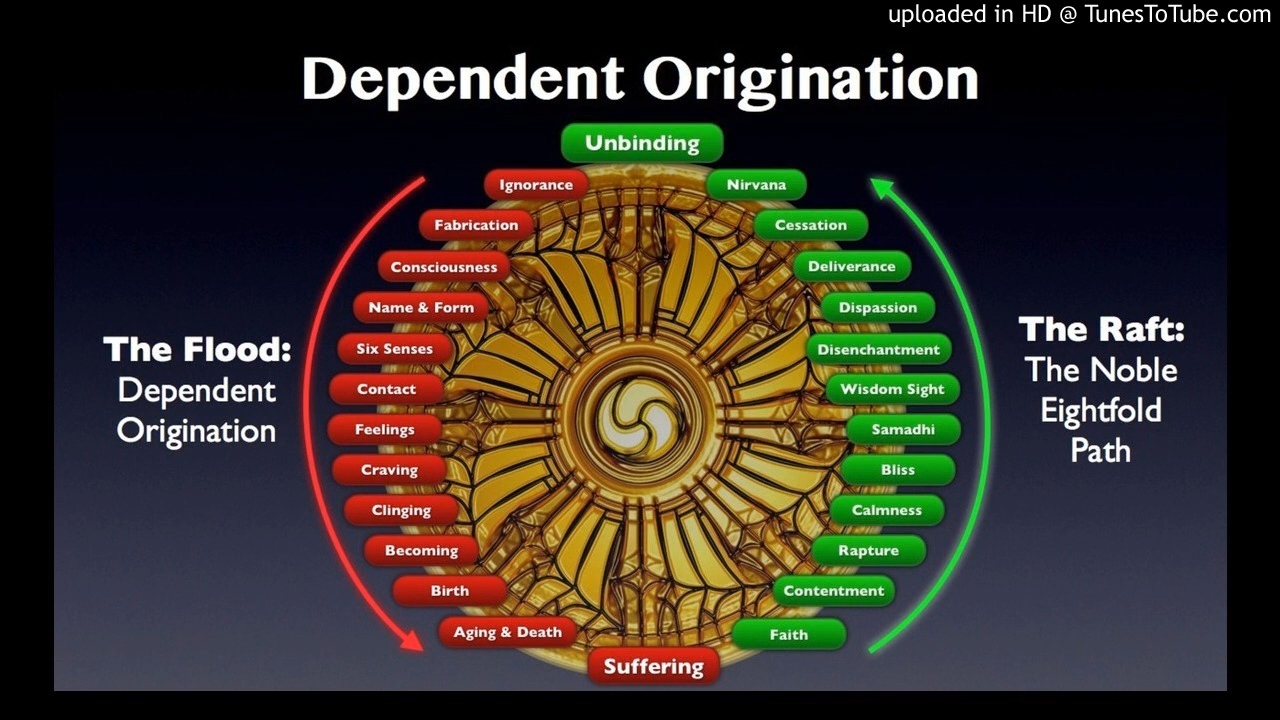 uploaded in HD @ TunesToTube.com
Dependent Origination
Unbinding
Ignorance
Fabrication
Consciousness
Name & Form
Six Senses
Contact
Feelings
Craving
Clinging
Becoming
Birth
Aging & Death
Suffering
Nirvana
Cessation
Deliverance
Dispassion
Disenchantment
Wisdom Sight
Samadhi
Bliss
Calmness
Rapture
Contentment
Faith
The Flood:
Dependent
Origination
The Raft:
The Noble
Eightfold
Path